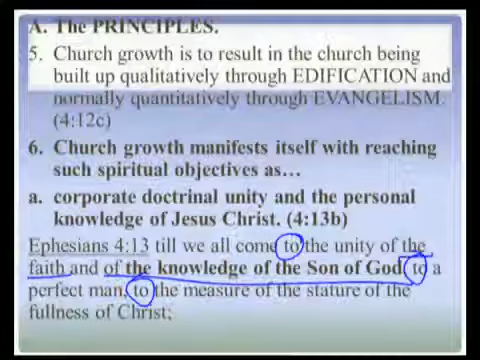 A. The PRINCIPLES.
5. Church growth is to result in the church being
built up qualitatively through EDIFICATION and
normally quantitatively through EVANGELISM.
(4:12c)
6. Church growth manifests itself with reaching
such spiritual objectives as…
a. corporate doctrinal unity and the personal
knowledge of Jesus Christ. (4:13b)
Ephesians 4:13 till we all come to the unity of the
faith and of the knowledge of the Son of God, to a
perfect man, to the measure of the stature of the
fullness of Christ;